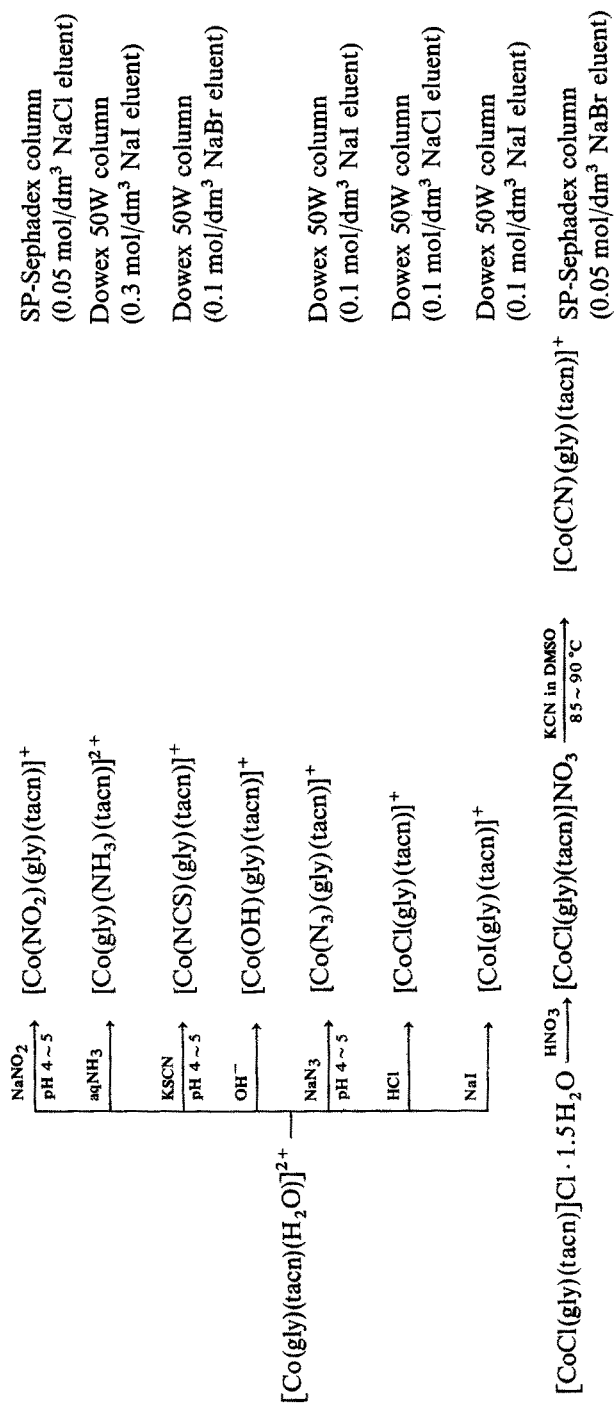 NaNO₂
pH 4 ~ 5
[Co(NO₂)(gly)(tacn)]⁺
SP-Sephadex column
(0.05 mol/dm³ NaCl eluent)
aqNH₃
[Co(gly)(NH₃)(tacn)]²⁺
Dowex 50W column
(0.3 mol/dm³ NaI eluent)
KSCN
pH 4 ~ 5
[Co(NCS)(gly)(tacn)]⁺
Dowex 50W column
(0.1 mol/dm³ NaBr eluent)
[Co(gly)(tacn)(H₂O)]²⁺
OH⁻
[Co(OH)(gly)(tacn)]⁺
NaN₃
pH 4 ~ 5
[Co(N₃)(gly)(tacn)]⁺
Dowex 50W column
(0.1 mol/dm³ NaI eluent)
HCl
[CoCl(gly)(tacn)]⁺
Dowex 50W column
(0.1 mol/dm³ NaCl eluent)
NaI
[CoI(gly)(tacn)]⁺
Dowex 50W column
(0.1 mol/dm³ NaI eluent)
[CoCl(gly)(tacn)]Cl · 1.5H₂O
HNO₃
[CoCl(gly)(tacn)]NO₃
KCN in DMSO
85 ~ 90 °C
[Co(CN)(gly)(tacn)]⁺
SP-Sephadex column
(0.05 mol/dm³ NaBr eluent)